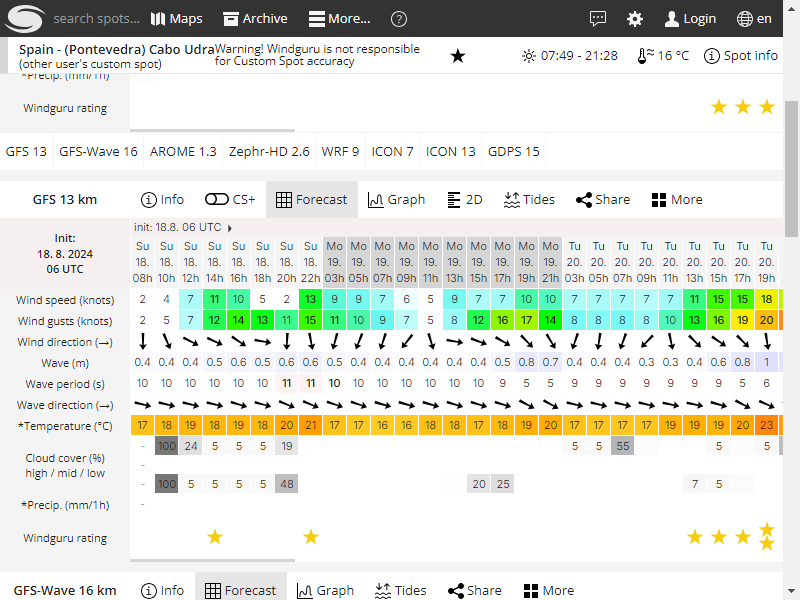 search spots... Maps Archive More... ? Login en
Spain - (Pontevedra) Cabo Udra
(other user's custom spot)
Warning! Windguru is not responsible
for Custom Spot accuracy
07:49 - 21:28 16 °C Spot info
*Precip. (mm/1h)
Windguru rating
GFS 13 GFS-Wave 16 AROME 1.3 Zephr-HD 2.6 WRF 9 ICON 7 ICON 13 GDPS 15
GFS 13 km Info CS+ Forecast Graph 2D Tides Share More
Init:
18. 8. 2024
06 UTC
init: 18.8. 06 UTC
Su Su Su Su Su Su Su Su Mo Mo Mo Mo Mo Mo Mo Mo Mo Mo Tu Tu Tu Tu Tu Tu Tu Tu Tu
18. 18. 18. 18. 18. 18. 18. 18. 19. 19. 19. 19. 19. 19. 19. 19. 19. 19. 20. 20. 20. 20. 20. 20. 20. 20. 20.
08h 10h 12h 14h 16h 18h 20h 22h 03h 05h 07h 09h 11h 13h 15h 17h 19h 21h 03h 05h 07h 09h 11h 13h 15h 17h 19h
Wind speed (knots) 2 4 7 11 10 5 2 13 9 9 7 6 5 9 7 7 10 10 7 7 7 7 7 11 15 15 18
Wind gusts (knots) 2 5 7 12 14 13 11 15 11 10 9 7 5 8 12 16 17 14 8 8 8 8 10 13 16 19 20
Wind direction (→)
Wave (m) 0.4 0.4 0.4 0.5 0.6 0.5 0.6 0.6 0.5 0.4 0.4 0.4 0.4 0.4 0.4 0.5 0.8 0.7 0.4 0.4 0.4 0.3 0.3 0.4 0.6 0.8 1
Wave period (s) 10 10 10 10 10 10 11 11 10 10 10 10 10 10 10 9 5 5 9 9 9 9 9 9 9 5 6
Wave direction (→)
*Temperature (°C) 17 18 19 18 19 18 20 21 17 17 16 16 18 18 17 18 19 20 17 17 17 17 19 19 19 20 23
Cloud cover (%)
high / mid / low
- 100 24 5 5 5 19 5 5 55 5 5
-
- 100 5 5 5 5 48 20 25 7 5
*Precip. (mm/1h) -
Windguru rating
GFS-Wave 16 km Info Forecast Graph Tides Share More